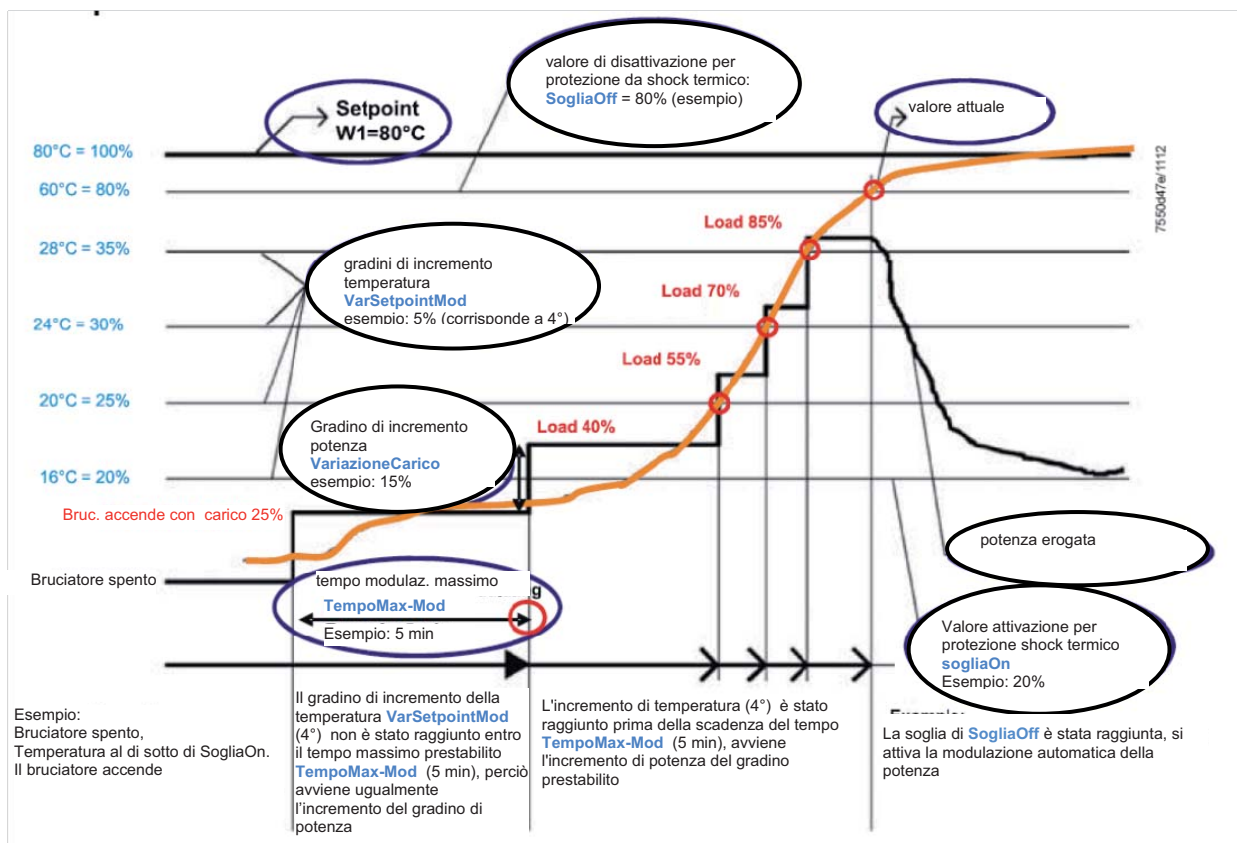 valore di disattivazione per
protezione da shock termico:
SogliaOff = 80% (esempio)
Setpoint
W1=80°C
valore attuale
80°C = 100%
60°C = 80%
7550d47e/1112
Load 85%
28°C = 35%
gradini di incremento
temperatura
VarSetpointMod
esempio: 5% (corrisponde a 4°)
Load 70%
24°C = 30%
Load 55%
20°C = 25%
Gradino di incremento
potenza
VariazioneCarico
esempio: 15%
Load 40%
16°C = 20%
Bruc. accende con carico 25%
potenza erogata
Bruciatore spento
tempo modulaz. massimo
g
TempoMax-Mod
Esempio: 5 min
Valore attivazione per
protezione shock termico
sogliaOn
Esempio: 20%
Esempio:
Bruciatore spento,
Temperatura al di sotto di SogliaOn.
Il bruciatore accende
Il gradino di incremento della
temperatura VarSetpointMod
(4°) non è stato raggiunto entro
il tempo massimo prestabilito
TempoMax-Mod (5 min), perciò
avviene ugualmente
l'incremento del gradino di
potenza
L'incremento di temperatura (4°) è stato
raggiunto prima della scadenza del tempo
TempoMax-Mod (5 min), avviene
l'incremento di potenza del gradino
prestabilito
La soglia di SogliaOff è stata raggiunta, si
attiva la modulazione automatica della
potenza